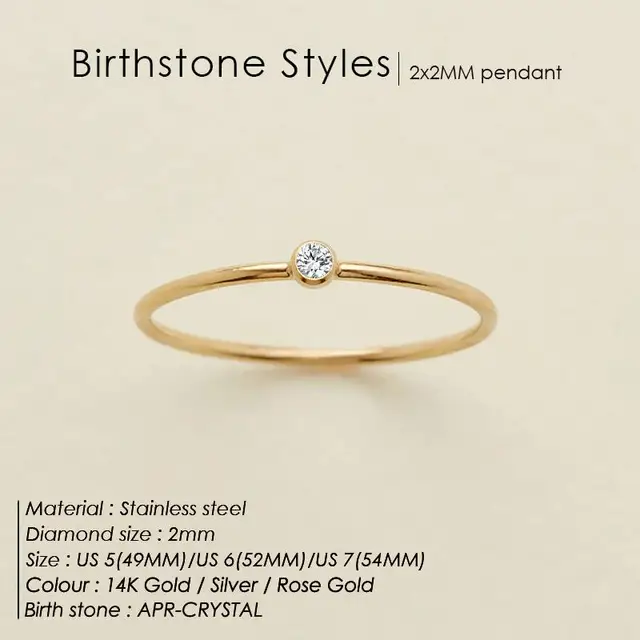 Birthstone Styles | 2x2MM pendant
Material : Stainless steel
Diamond size : 2mm
Size : US 5(49MM)/US 6(52MM)/US 7(54MM)
Colour : 14K Gold / Silver / Rose Gold
Birth stone : APR-CRYSTAL